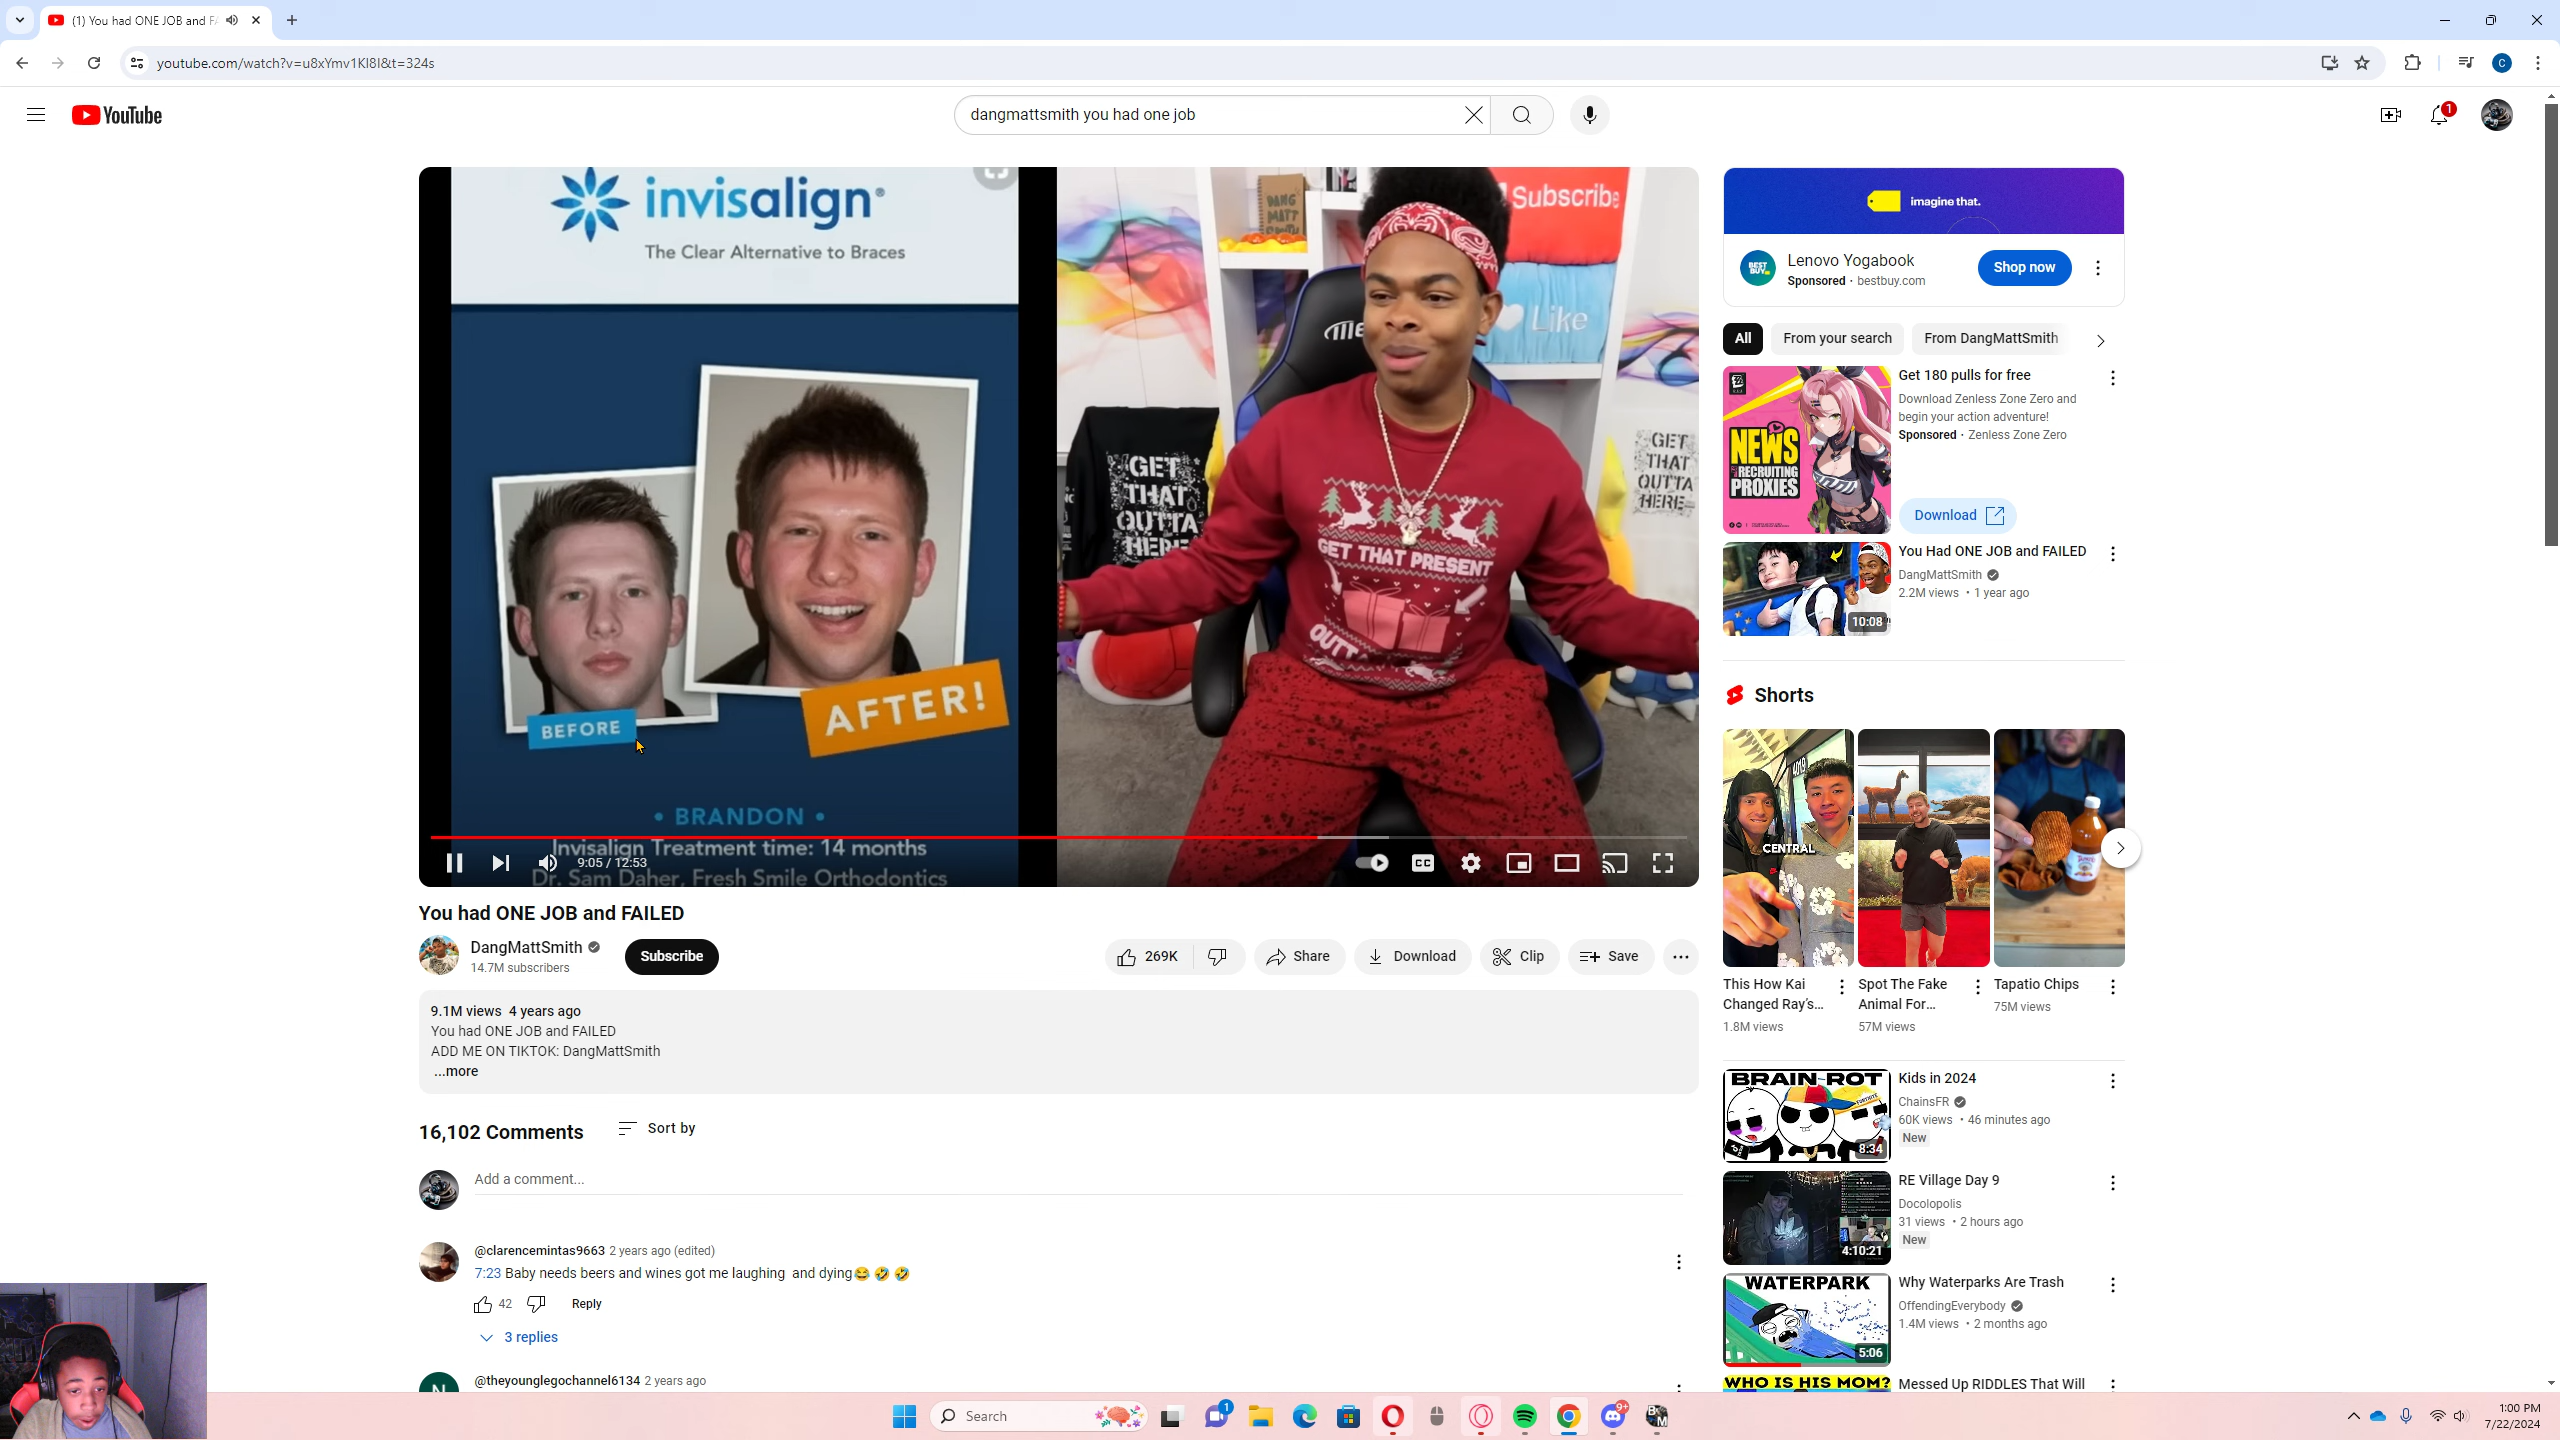 (1) You had ONE JOB and F
youtube.com/watch?v=u8xYmv1KI8I&t=324s
YouTube
dangmattsmith you had one job
1
invisalign
The Clear Alternative to Braces
BEFORE
AFTER!
• BRANDON •
Invisalign Treatment time: 14 months
Dr. Sam Daher, Fresh Smile Orthodontics
DANG
MATT
SMITH
Subscribe
Like
GET
THAT
OUTTA
HERE
GET THAT PRESENT
OUTT
GET
THAT
OUTTA
HERE
9:05 / 12:53
CC
You had ONE JOB and FAILED
DangMattSmith
14.7M subscribers
Subscribe
269K
Share
Download
Clip
Save
9.1M views 4 years ago
You had ONE JOB and FAILED
ADD ME ON TIKTOK: DangMattSmith
...more
16,102 Comments
Sort by
Add a comment...
@clarencemintas9663 2 years ago (edited)
7:23 Baby needs beers and wines got me laughing and dying😂 🤣 🤣
42
Reply
3 replies
@theyounglegochannel6134 2 years ago
imagine that.
BEST BUY
Lenovo Yogabook
Sponsored · bestbuy.com
Shop now
All
From your search
From DangMattSmith
NEWS
RECRUITING
PROXIES
Get 180 pulls for free
Download Zenless Zone Zero and
begin your action adventure!
Sponsored · Zenless Zone Zero
Download
10:08
You Had ONE JOB and FAILED
DangMattSmith
2.2M views • 1 year ago
Shorts
CENTRAL
This How Kai
Changed Ray's...
1.8M views
Spot The Fake
Animal For...
57M views
Tapatio Chips
75M views
BRAIN-ROT
8:34
Kids in 2024
ChainsFR
60K views • 46 minutes ago
New
4:10:21
RE Village Day 9
Docolopolis
31 views • 2 hours ago
New
WATERPARK
5:06
Why Waterparks Are Trash
OffendingEverybody
1.4M views • 2 months ago
WHO IS HIS MOM?
Messed Up RIDDLES That Will
Search
1
9+
1:00 PM
7/22/2024